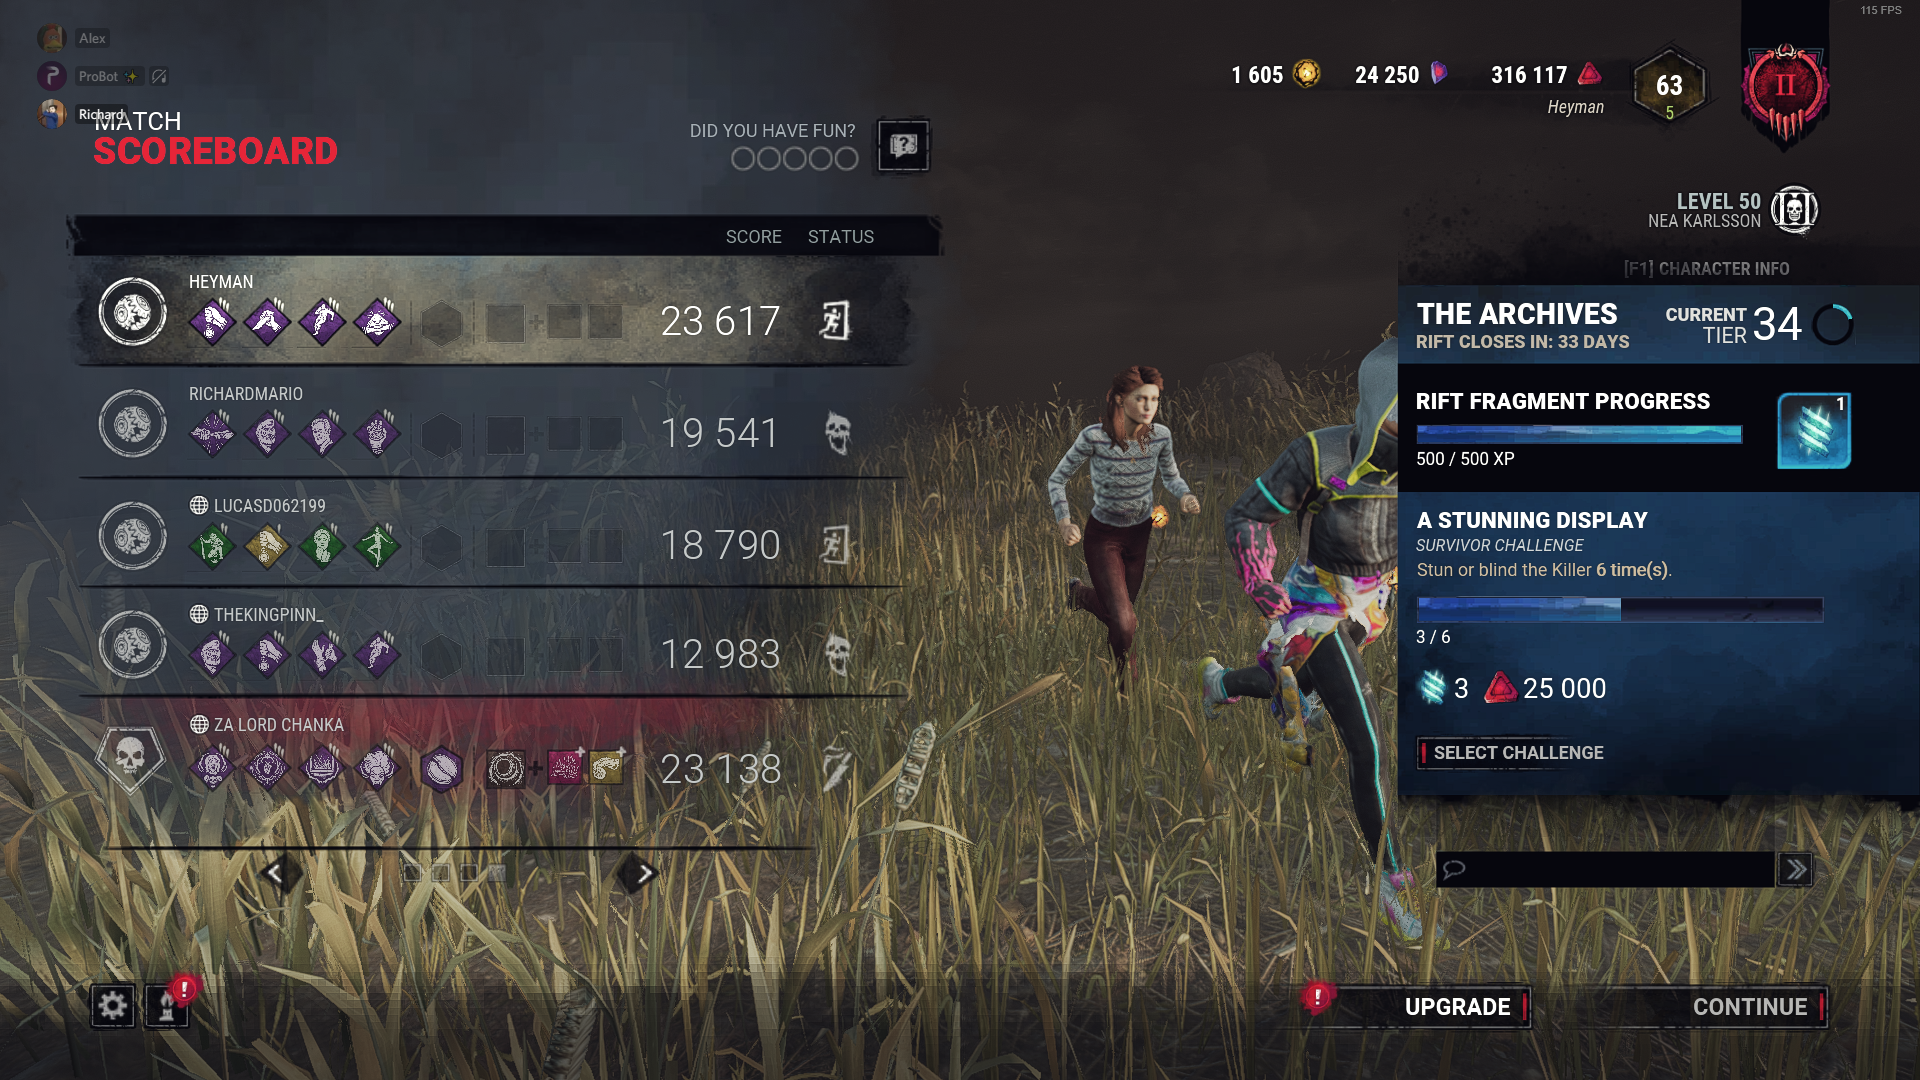 115 FPS
Alex
ProBot
Richard
MATCH
SCOREBOARD
DID YOU HAVE FUN?
1 605
24 250
316 117
Heyman
63
5
II
LEVEL 50
NEA KARLSSON
[F1] CHARACTER INFO
SCORE STATUS
HEYMAN
23 617
RICHARDMARIO
19 541
LUCASD062199
18 790
THEKINGPINN_
12 983
ZA LORD CHANKA
23 138
THE ARCHIVES
RIFT CLOSES IN: 33 DAYS
CURRENT
TIER 34
RIFT FRAGMENT PROGRESS
1
500 / 500 XP
A STUNNING DISPLAY
SURVIVOR CHALLENGE
Stun or blind the Killer 6 time(s).
3 / 6
3 25 000
SELECT CHALLENGE
UPGRADE
CONTINUE